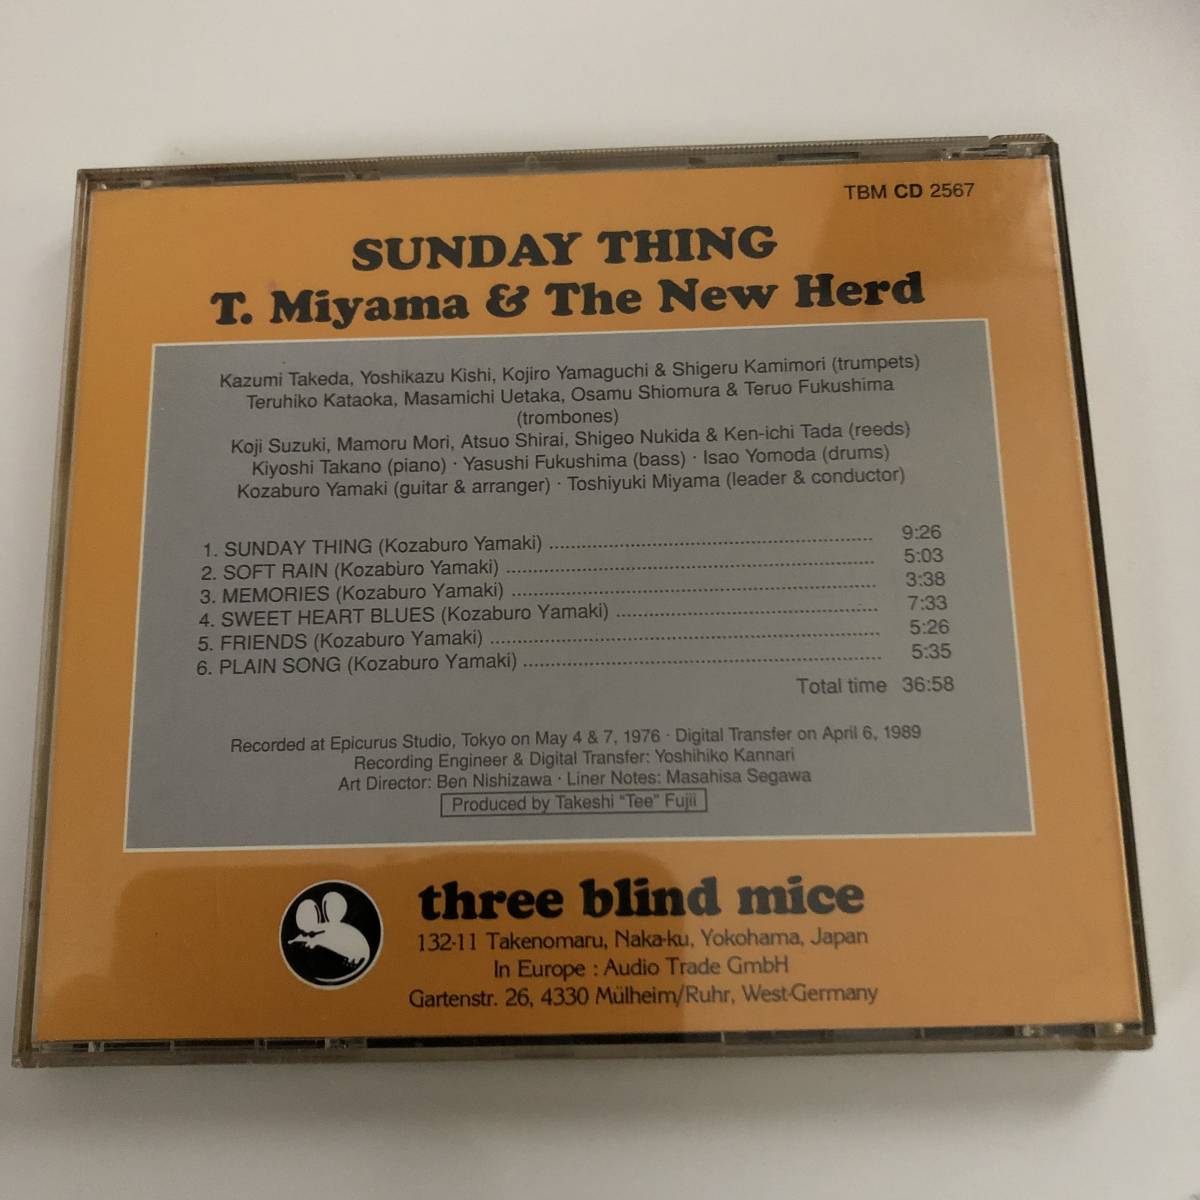 TBM CD 2567
SUNDAY THING
T. Miyama & The New Herd
Kazumi Takeda, Yoshikazu Kishi, Kojiro Yamaguchi & Shigeru Kamimori (trumpets)
Teruhiko Kataoka, Masamichi Uetaka, Osamu Shiomura & Teruo Fukushima
(trombones)
Koji Suzuki, Mamoru Mori, Atsuo Shirai, Shigeo Nukida & Ken-ichi Tada (reeds)
Kiyoshi Takano (piano) · Yasushi Fukushima (bass) · Isao Yomoda (drums)
Kozaburo Yamaki (guitar & arranger) · Toshiyuki Miyama (leader & conductor)
1. SUNDAY THING (Kozaburo Yamaki) ........ 9:26
2. SOFT RAIN (Kozaburo Yamaki) ........ 5:03
3. MEMORIES (Kozaburo Yamaki) ........ 3:38
4. SWEET HEART BLUES (Kozaburo Yamaki) ........ 7:33
5. FRIENDS (Kozaburo Yamaki) ........ 5:26
6. PLAIN SONG (Kozaburo Yamaki) ........ 5:35
Total time 36:58
Recorded at Epicurus Studio, Tokyo on May 4 & 7, 1976 · Digital Transfer on April 6, 1989
Recording Engineer & Digital Transfer: Yoshihiko Kannari
Art Director: Ben Nishizawa · Liner Notes: Masahisa Segawa
Produced by Takeshi "Tee" Fujii
three blind mice
132-11 Takenomaru, Naka-ku, Yokohama, Japan
In Europe : Audio Trade GmbH
Gartenstr. 26, 4330 Mülheim/Ruhr, West-Germany